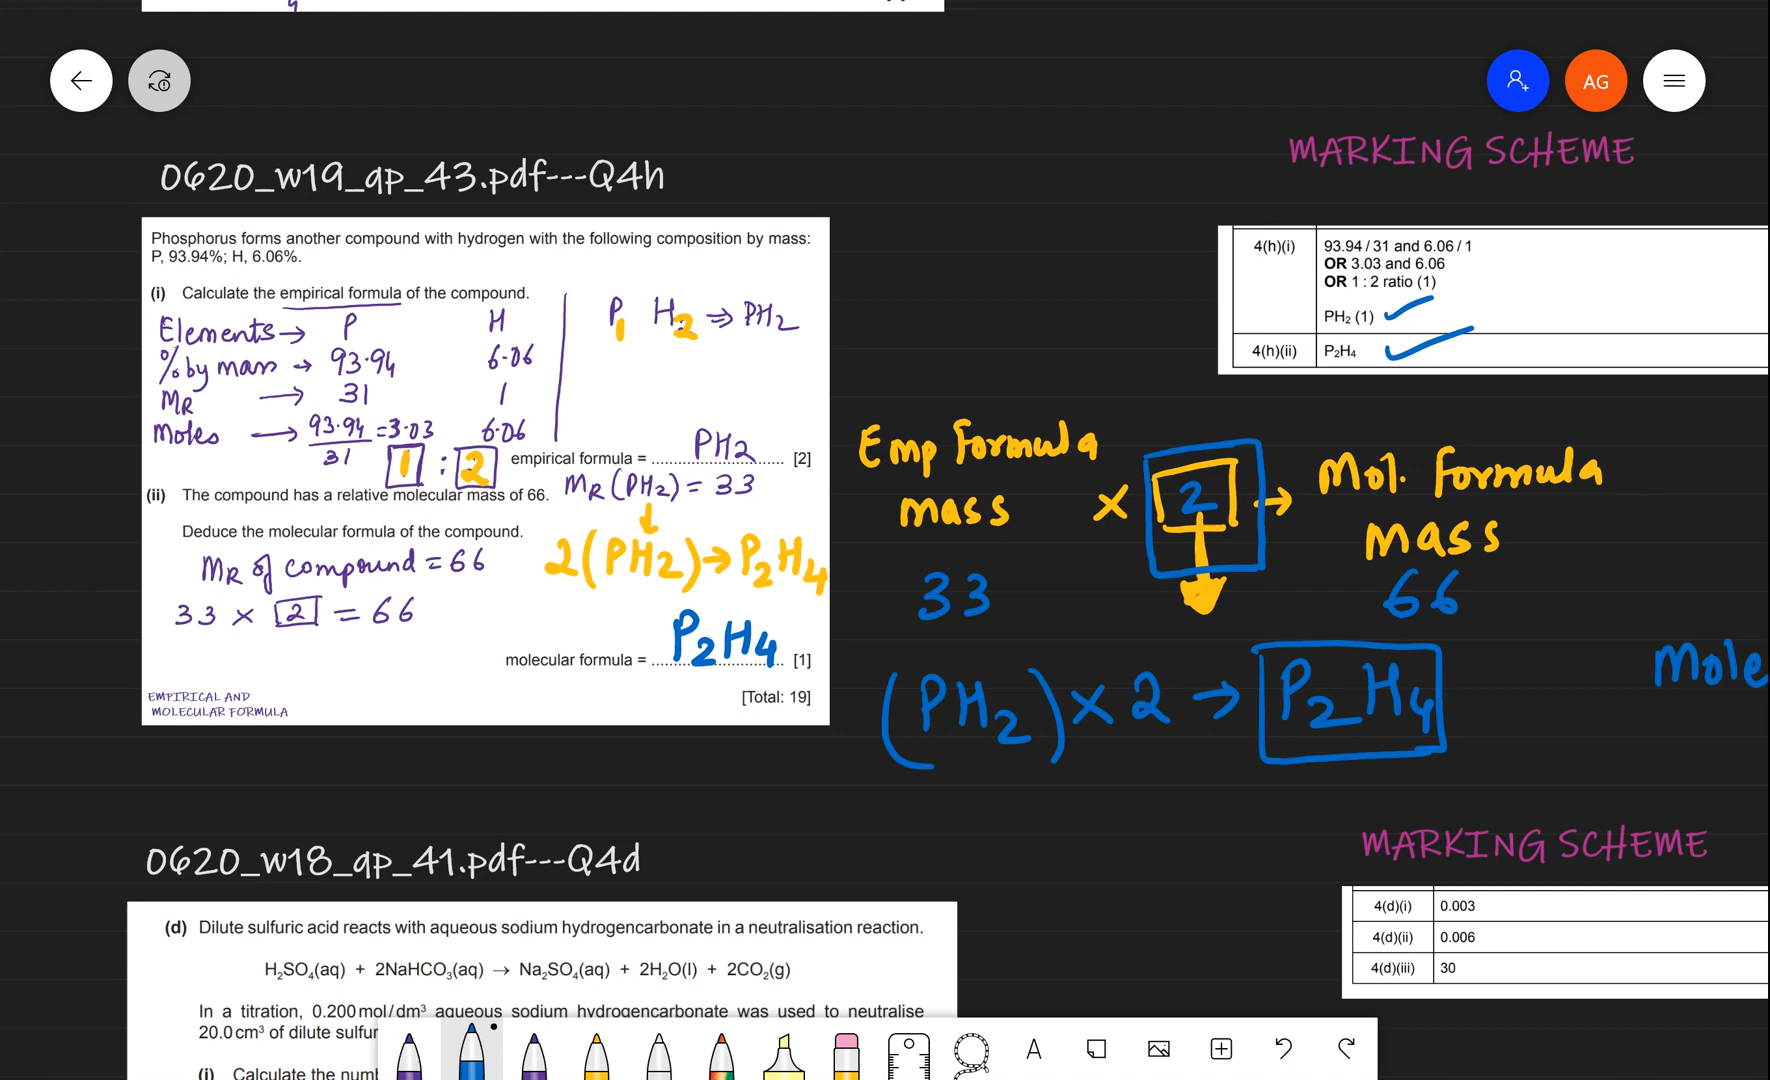 AG
MARKING SCHEME
0620_w19_qp_43.pdf---Q4h
Phosphorus forms another compound with hydrogen with the following composition by mass:
P, 93.94%; H, 6.06%.
(i) Calculate the empirical formula of the compound.
Elements → P H
% by mass → 93.94 6.06
MR → 31 1
Moles → 93.94 = 3.03 6.06
31
1 : 2
P1 H2 ⇒ PH2
empirical formula = PH2 [2]
(ii) The compound has a relative molecular mass of 66.
MR (PH2) = 33
Deduce the molecular formula of the compound.
MR of compound = 66
33 × 2 = 66
2(PH2) → P2H4
molecular formula = P2H4 [1]
[Total: 19]
EMPIRICAL AND
MOLECULAR FORMULA
4(h)(i) 93.94 / 31 and 6.06 / 1
OR 3.03 and 6.06
OR 1 : 2 ratio (1)
PH₂ (1)
4(h)(ii) P₂H₄
Emp formula
mass × 2 → Mol. formula
mass
33 66
(PH2) × 2 → P2H4
Mole
0620_w18_qp_41.pdf---Q4d
MARKING SCHEME
(d) Dilute sulfuric acid reacts with aqueous sodium hydrogencarbonate in a neutralisation reaction.
H₂SO₄(aq) + 2NaHCO₃(aq) → Na₂SO₄(aq) + 2H₂O(l) + 2CO₂(g)
In a titration, 0.200 mol/dm³ aqueous sodium hydrogencarbonate was used to neutralise
20.0 cm³ of dilute sulfur
(i) Calculate the numb
4(d)(i) 0.003
4(d)(ii) 0.006
4(d)(iii) 30
A